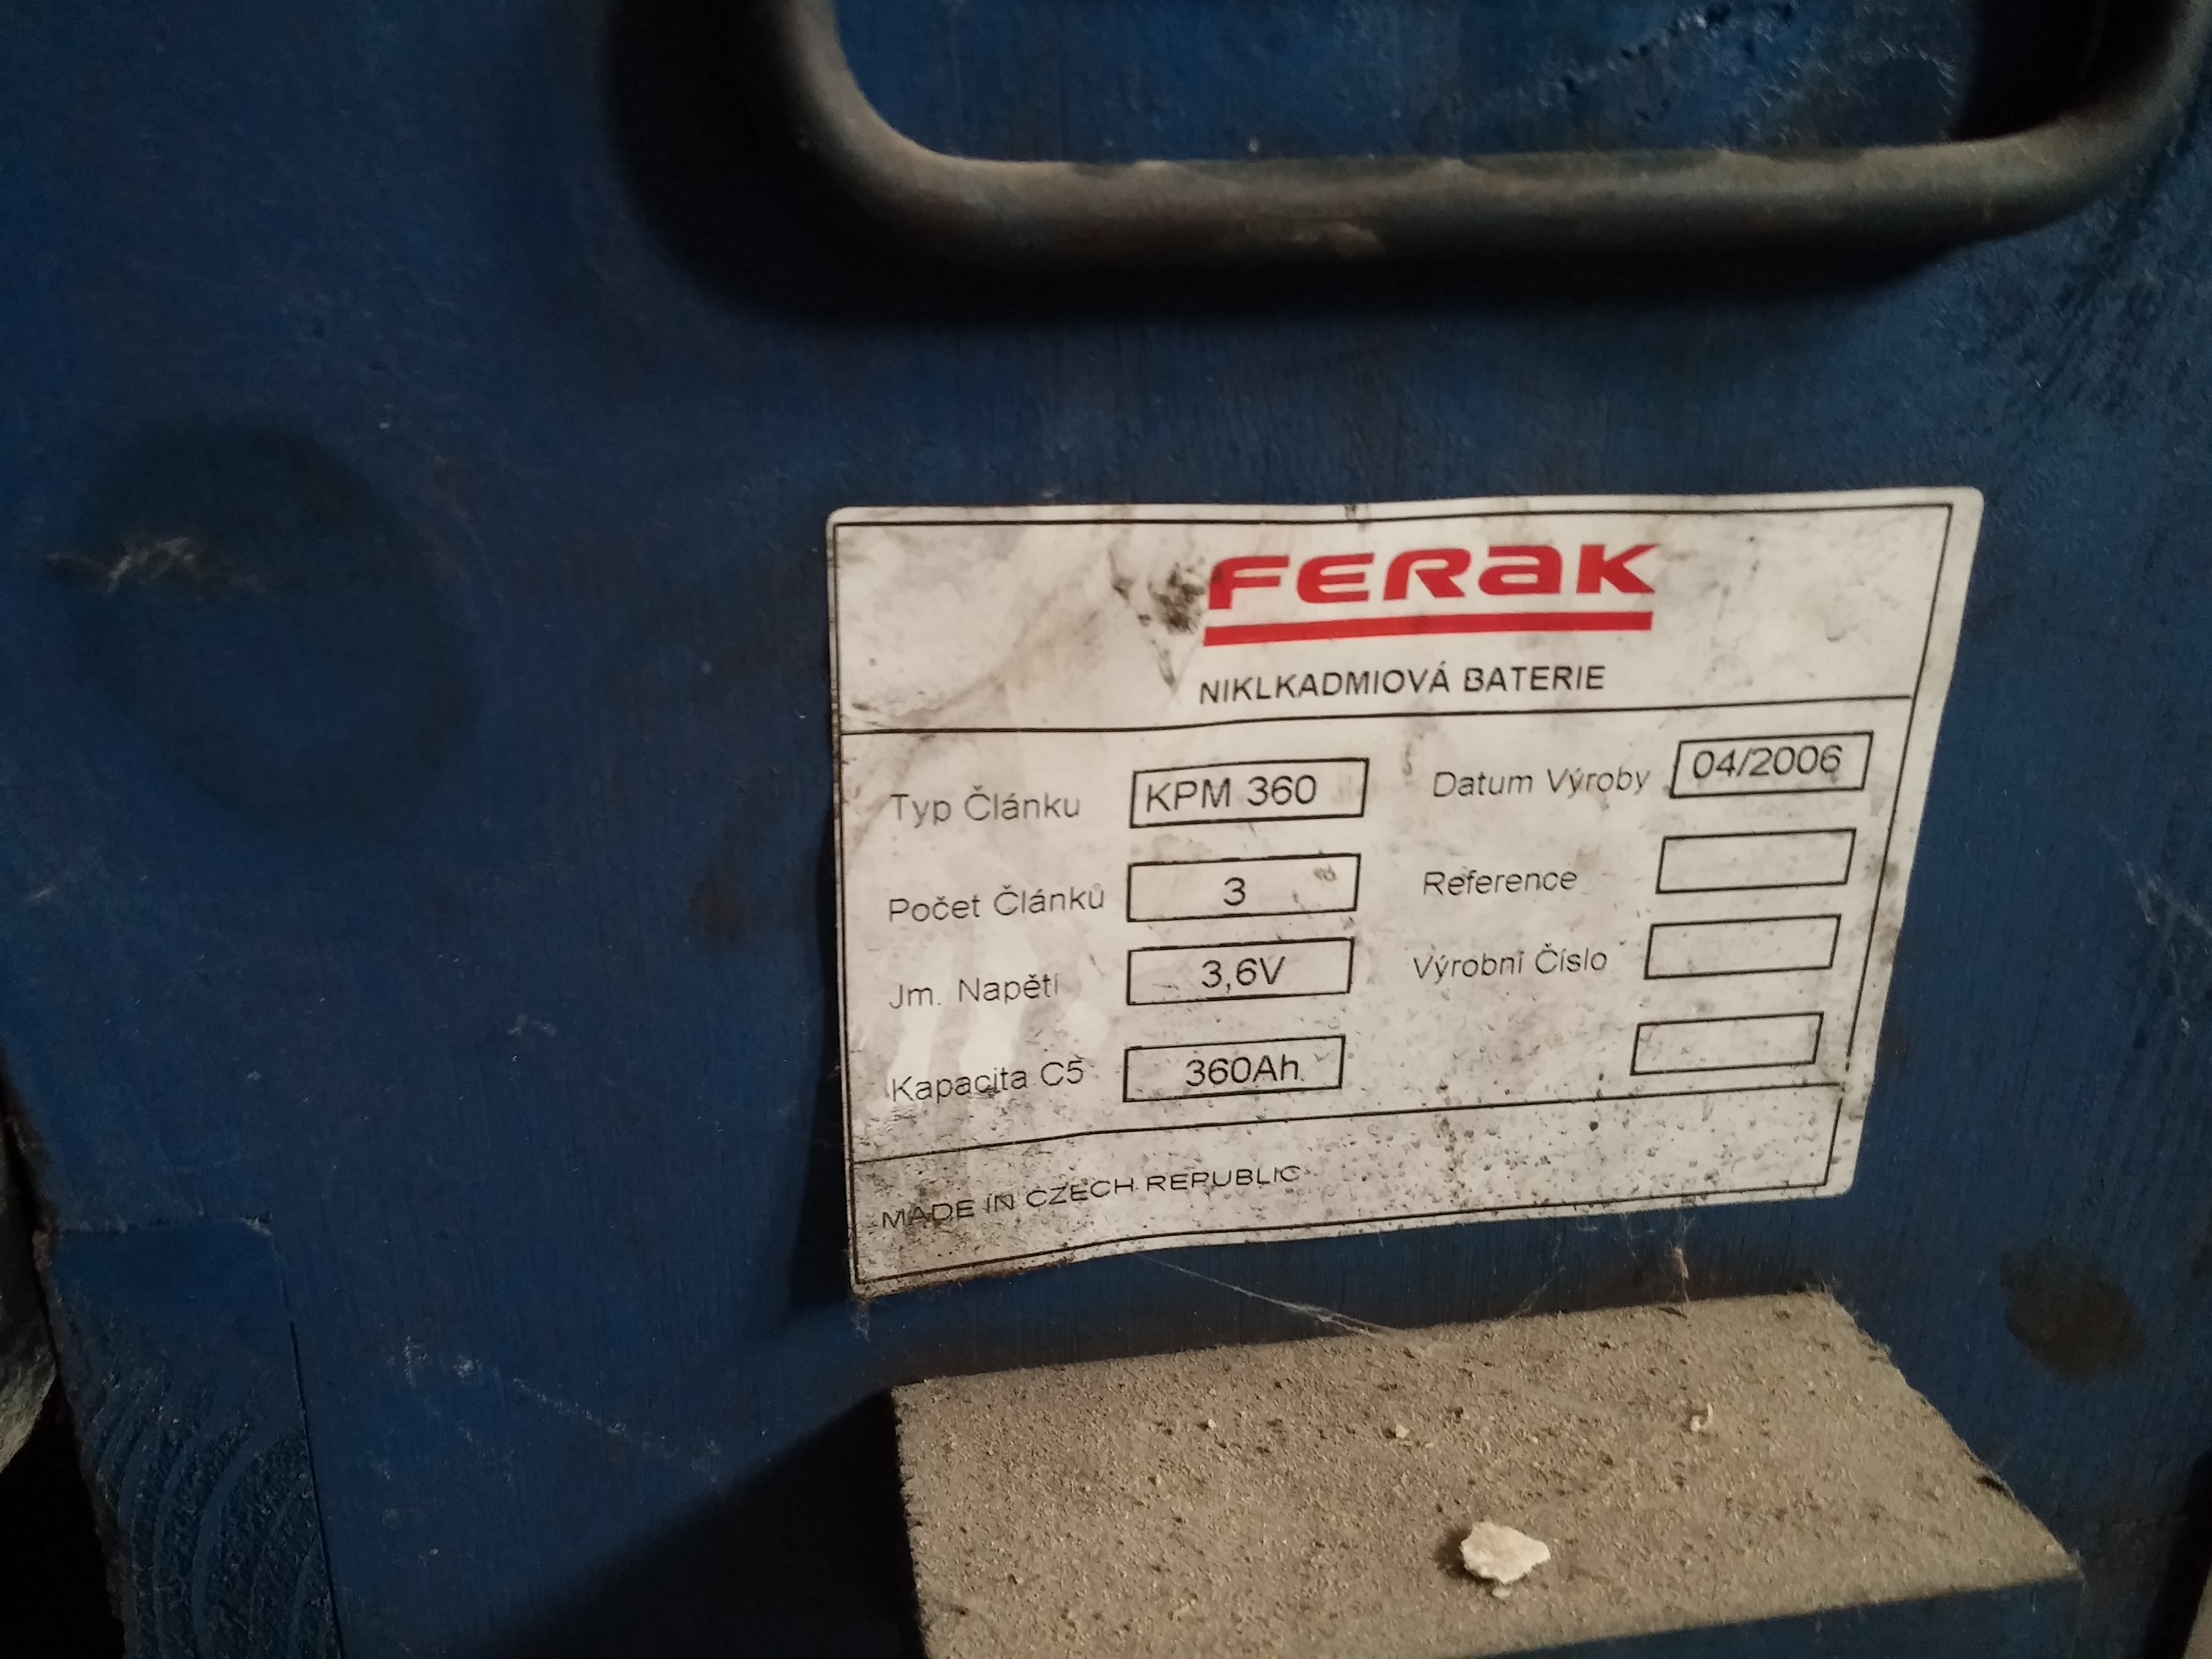 FERAK
NIKLKADMIOVÁ BATERIE
Typ Článku KPM 360 Datum Výroby 04/2006
Počet Článků 3 Reference
Jm. Napětí 3,6V Výrobní Číslo
Kapacita C5 360Ah
MADE IN CZECH REPUBLIC